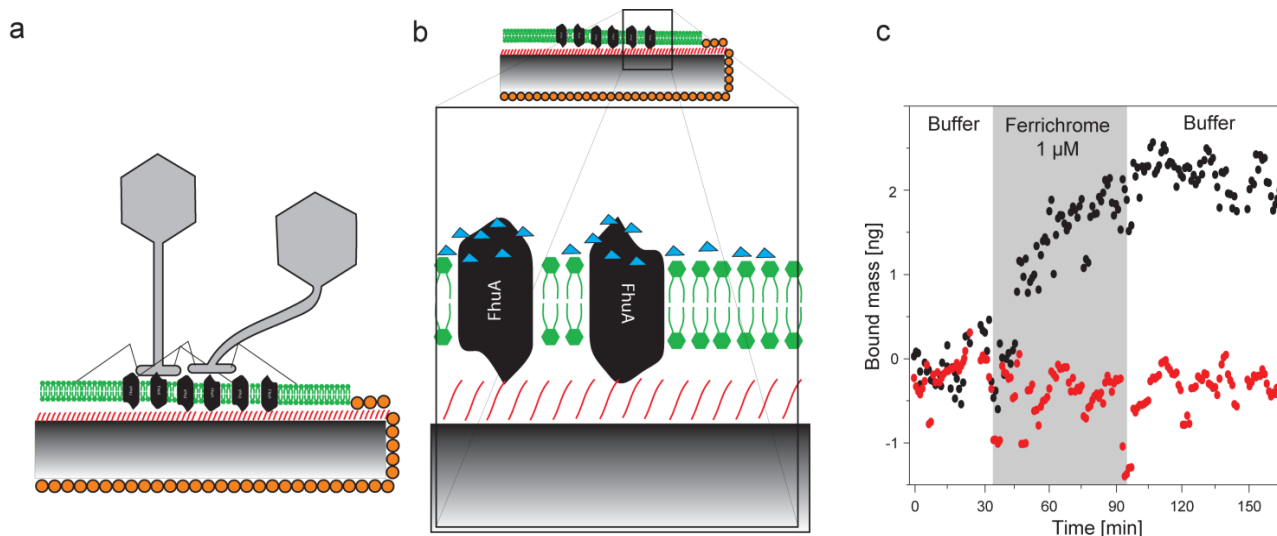 a
b
c
FhuA
FhuA
Buffer
Ferrichrome
1 µM
Buffer
Bound mass [ng]
2
1
0
-1
0
30
60
90
120
150
Time [min]